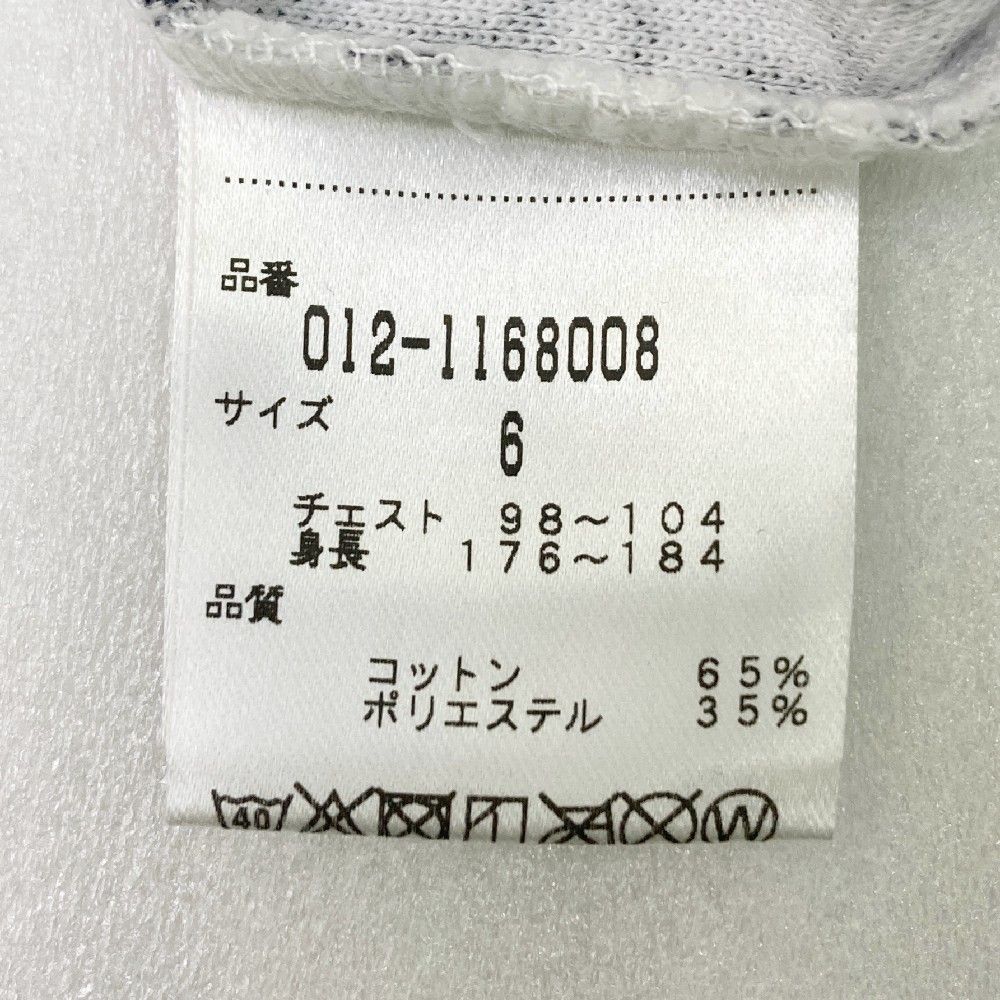 品番
012-1168008
サイズ
6
チェスト 98～104
身長 176～184
品質
コットン 65%
ポリエステル 35%
40 W